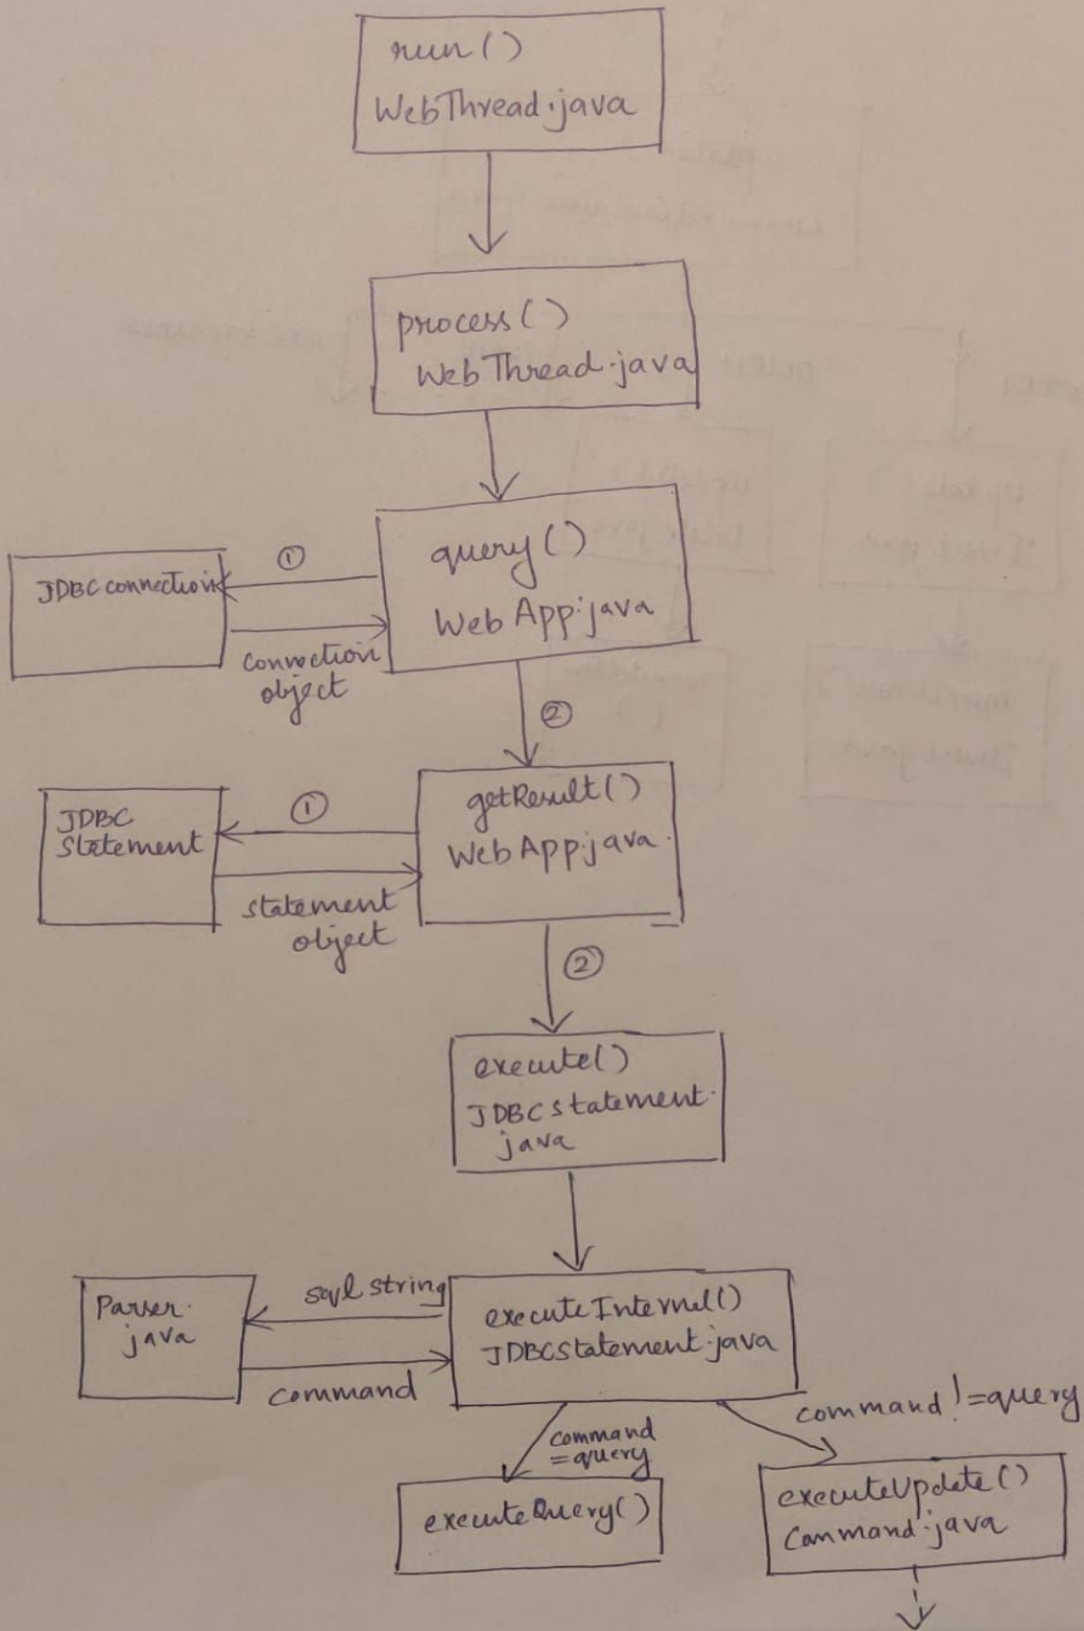 run()
WebThread.java
process()
WebThread.java
query()
WebApp.java
①
JDBC connection
connection
object
②
getResult()
WebApp.java.
①
JDBC
Statement
statement
object
②
execute()
JDBCstatement.
java
executeInternal()
JDBCstatement.java
sql string
Parser.
java
command
command
=query
command!=query
executeQuery()
executeUpdate()
Command.java